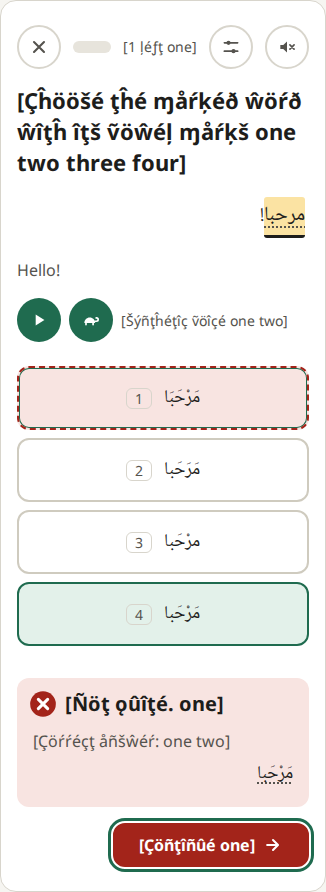 [1 ļéƒţ one]
[Çĥöößé ţĥé ɱåŕķéð ŵöŕð
ŵîţĥ îţš ṽöŵéļ ɱåŕķš one
two three four]
مرحبا!
Hello!
[Šýñţĥéţîç ṽöîçé one two]
1 مَرْحَبَا
2 مَرَحَبا
3 مرْحَبا
4 مَرْحَبا
[Ñöţ ǫûîţé. one]
[Çöŕŕéçţ åñšŵéŕ: one two]
مَرْحَبا
[Çöñţîñûé one]